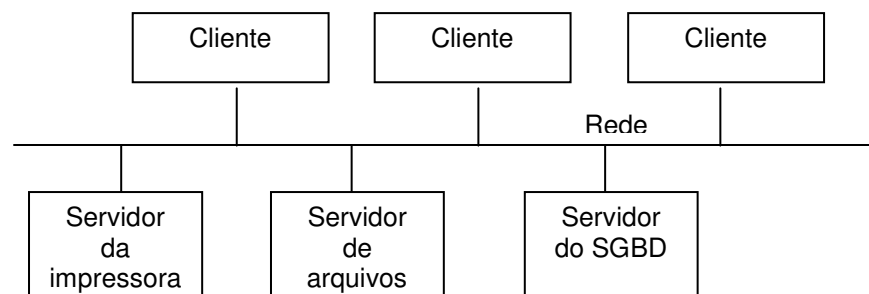 Cliente
Cliente
Cliente
Rede
Servidor
da
impressora
Servidor
de
arquivos
Servidor
do SGBD